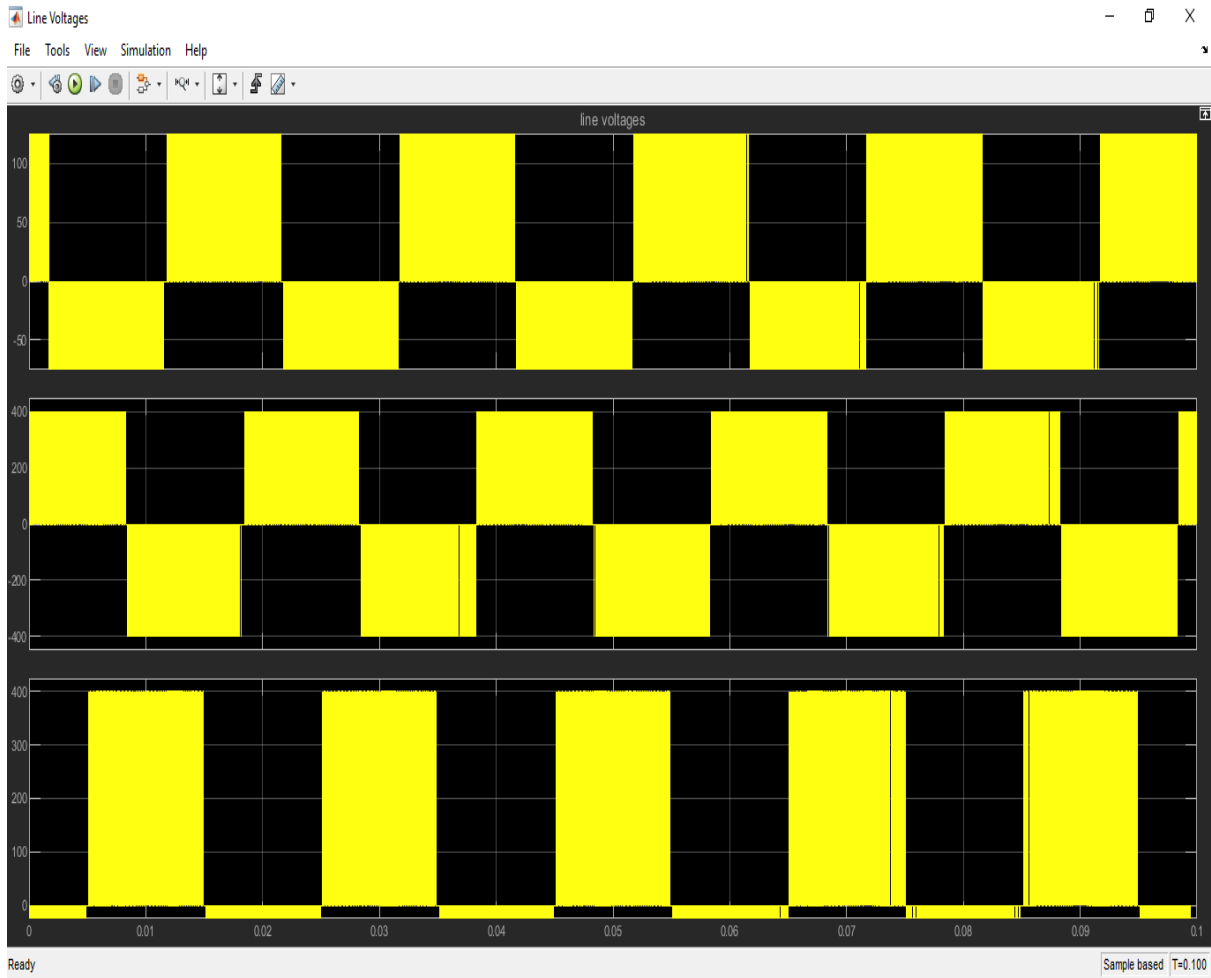 Line Voltages
File Tools View Simulation Help
line voltages
100
50
0
-50
400
200
0
-200
-400
400
300
200
100
0
0 0.01 0.02 0.03 0.04 0.05 0.06 0.07 0.08 0.09 0.1
Ready Sample based T=0.100